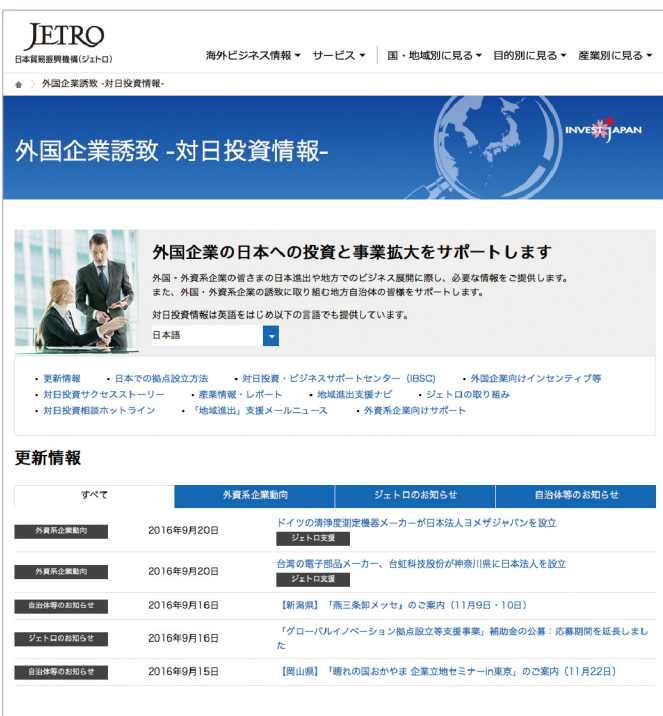 JETRO
日本貿易振興機構(ジェトロ)
海外ビジネス情報▼ サービス▼ 国・地域別に見る▼ 目的別に見る▼ 産業別に見る▼
外国企業誘致 -対日投資情報-
外国企業誘致 -対日投資情報-
INVEST JAPAN
外国企業の日本への投資と事業拡大をサポートします
外国・外資系企業の皆さまの日本進出や地方でのビジネス展開に際し、必要な情報をご提供します。
また、外国・外資系企業の誘致に取り組む地方自治体の皆様をサポートします。
対日投資情報は英語をはじめ以下の言語でも提供しています。
日本語
・更新情報 ・日本での拠点設立方法 ・対日投資・ビジネスサポートセンター（IBSC) ・外国企業向けインセンティブ等
・対日投資サクセスストーリー ・産業情報・レポート ・地域進出支援ナビ ・ジェトロの取り組み
・対日投資相談ホットライン ・「地域進出」支援メールニュース ・外資系企業向けサポート
更新情報
すべて 外資系企業動向 ジェトロのお知らせ 自治体等のお知らせ
外資系企業動向 2016年9月20日 ドイツの清浄度測定機器メーカーが日本法人ヨメザジャパンを設立
ジェトロ支援
外資系企業動向 2016年9月20日 台湾の電子部品メーカー、台虹科技股份が神奈川県に日本法人を設立
ジェトロ支援
自治体等のお知らせ 2016年9月16日 【新潟県】「燕三条卸メッセ」のご案内（11月9日・10日）
ジェトロのお知らせ 2016年9月16日 「グローバルイノベーション拠点設立等支援事業」補助金の公募：応募期間を延長しまし
た
自治体等のお知らせ 2016年9月15日 【岡山県】「晴れの国おかやま 企業立地セミナーin東京」のご案内（11月22日）